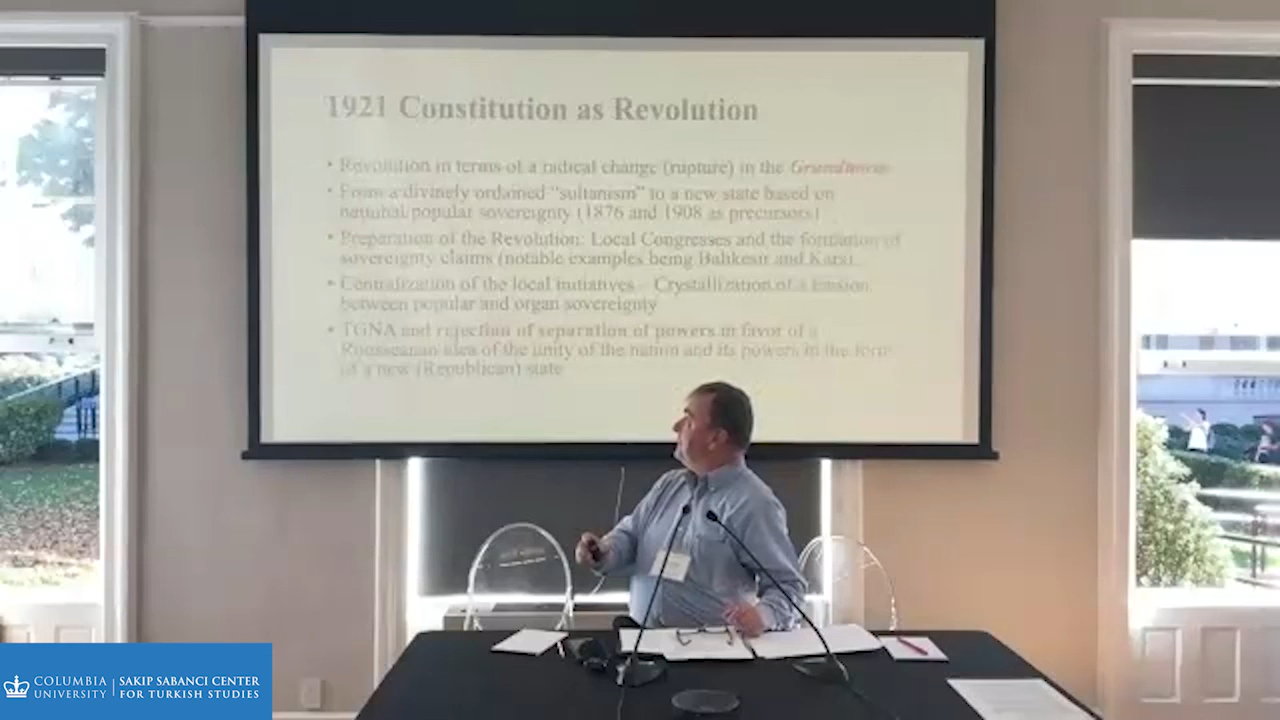 1921 Constitution as Revolution
• Revolution in terms of a radical change (rupture) in the Grundnorm
• From a divinely ordained "sultanism" to a new state based on
national/popular sovereignty (1876 and 1908 as precursors)
• Preparation of the Revolution: Local Congresses and the formation of
sovereignty claims (notable examples being Balıkesir and Kars).
• Centralization of the local initiatives – Crystallization of a tension
between popular and organ sovereignty
• TGNA and rejection of separation of powers in favor of a
Rousseauan idea of the unity of the nation and its powers in the form
of a new (Republican) state
COLUMBIA
UNIVERSITY
SAKIP SABANCI CENTER
FOR TURKISH STUDIES